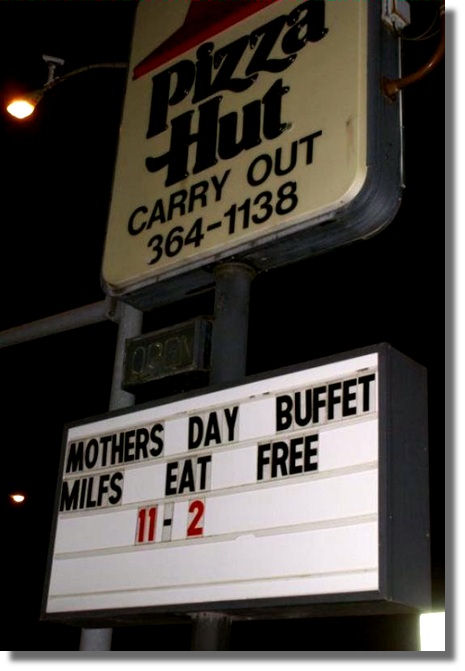 Pizza
Hut
CARRY OUT
364-1138
OPEN
MOTHERS DAY BUFFET
MILFS EAT FREE
11-2